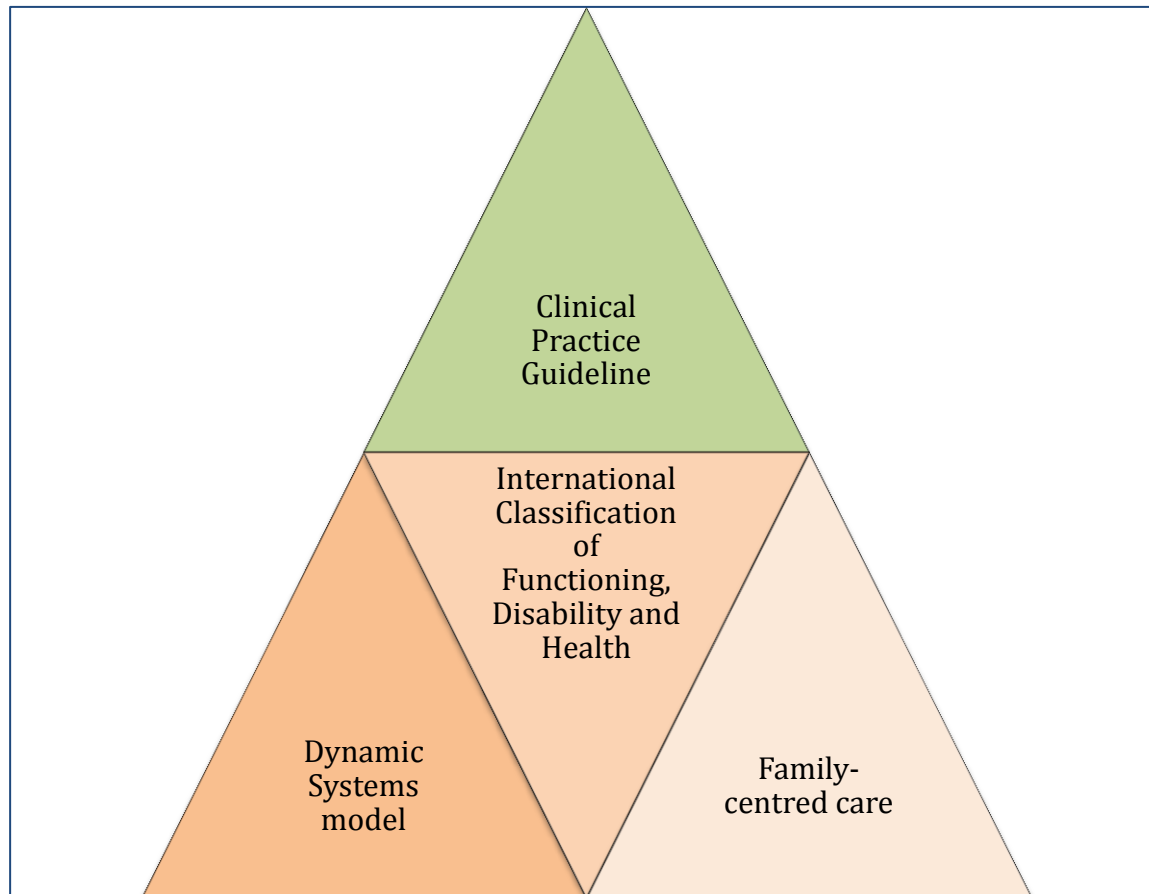 Clinical
Practice
Guideline
International
Classification
of
Functioning,
Disability and
Health
Dynamic
Systems
model
Family-
centred care